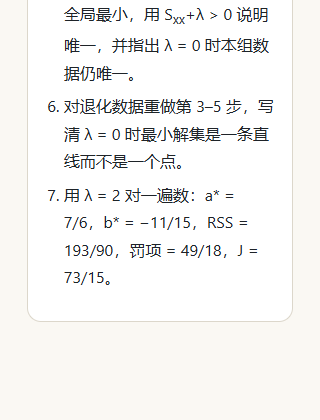 全局最小，用 Sxx+λ > 0 说明
唯一，并指出 λ = 0 时本组数
据仍唯一。
6. 对退化数据重做第 3–5 步，写
清 λ = 0 时最小解集是一条直
线而不是一个点。
7. 用 λ = 2 对一遍数：a* =
7/6，b* = −11/15，RSS =
193/90，罚项 = 49/18，J =
73/15。